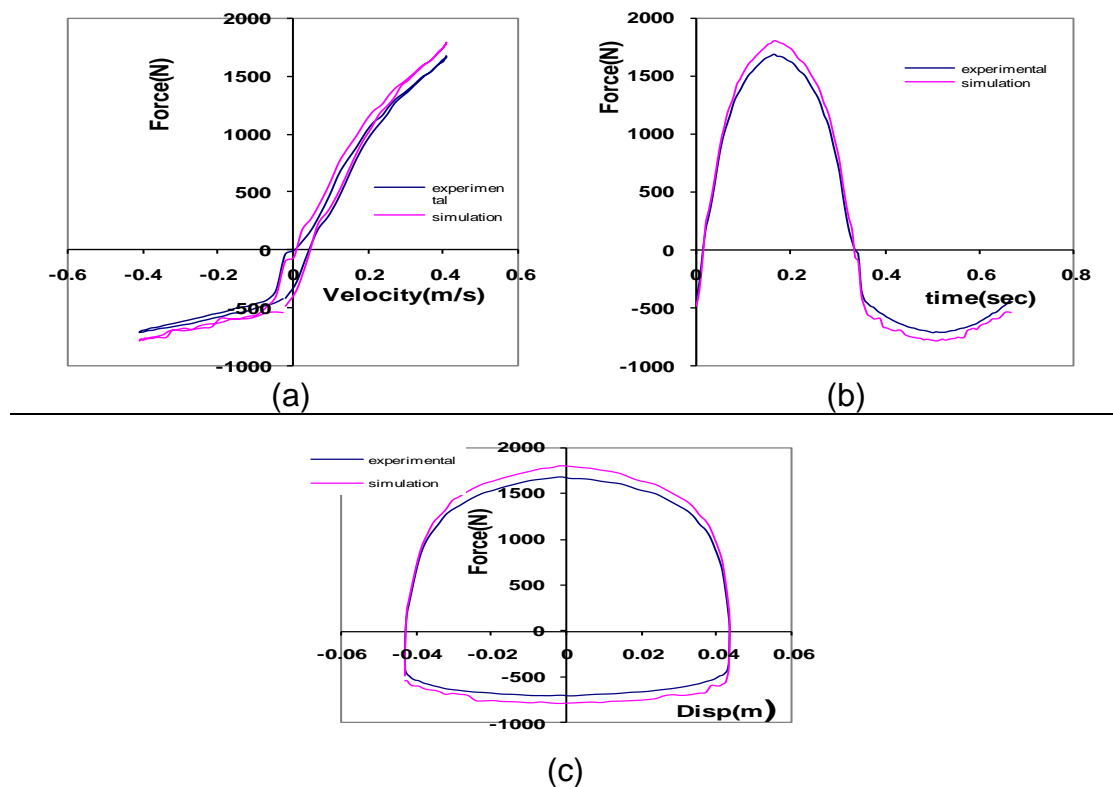 2000
1500
1000
500
0
-500
-1000
-0.6
-0.4
-0.2
0
0.2
0.4
0.6
Force(N)
Velocity(m/s)
experimen
tal
simulation
(a)
2000
1500
1000
500
0
-500
-1000
0
0.2
0.4
0.6
0.8
Force(N)
time(sec)
experimental
simulation
(b)
2000
1500
1000
500
0
-500
-1000
-0.06
-0.04
-0.02
0
0.02
0.04
0.06
Force(N)
Disp(m)
experimental
simulation
(c)